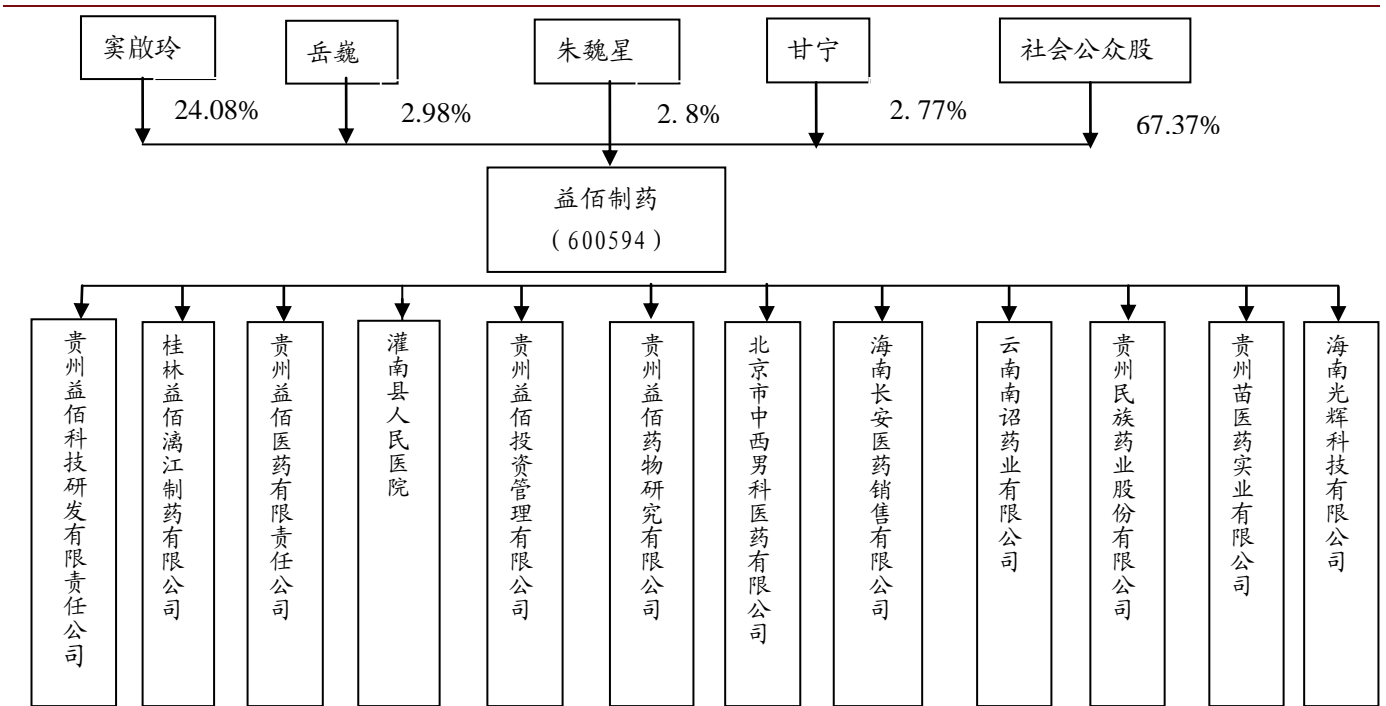 窦啟玲
岳巍
朱魏星
甘宁
社会公众股
24.08%
2.98%
2. 8%
2. 77%
67.37%
益佰制药
(600594)
贵州益佰科技研发有限责任公司
桂林益佰漓江制药有限公司
贵州益佰医药有限责任公司
灌南县人民医院
贵州益佰投资管理有限公司
贵州益佰药物研究有限公司
北京市中西男科医药有限公司
海南长安医药销售有限公司
云南南诏药业有限公司
贵州民族药业股份有限公司
贵州苗医药实业有限公司
海南光辉科技有限公司